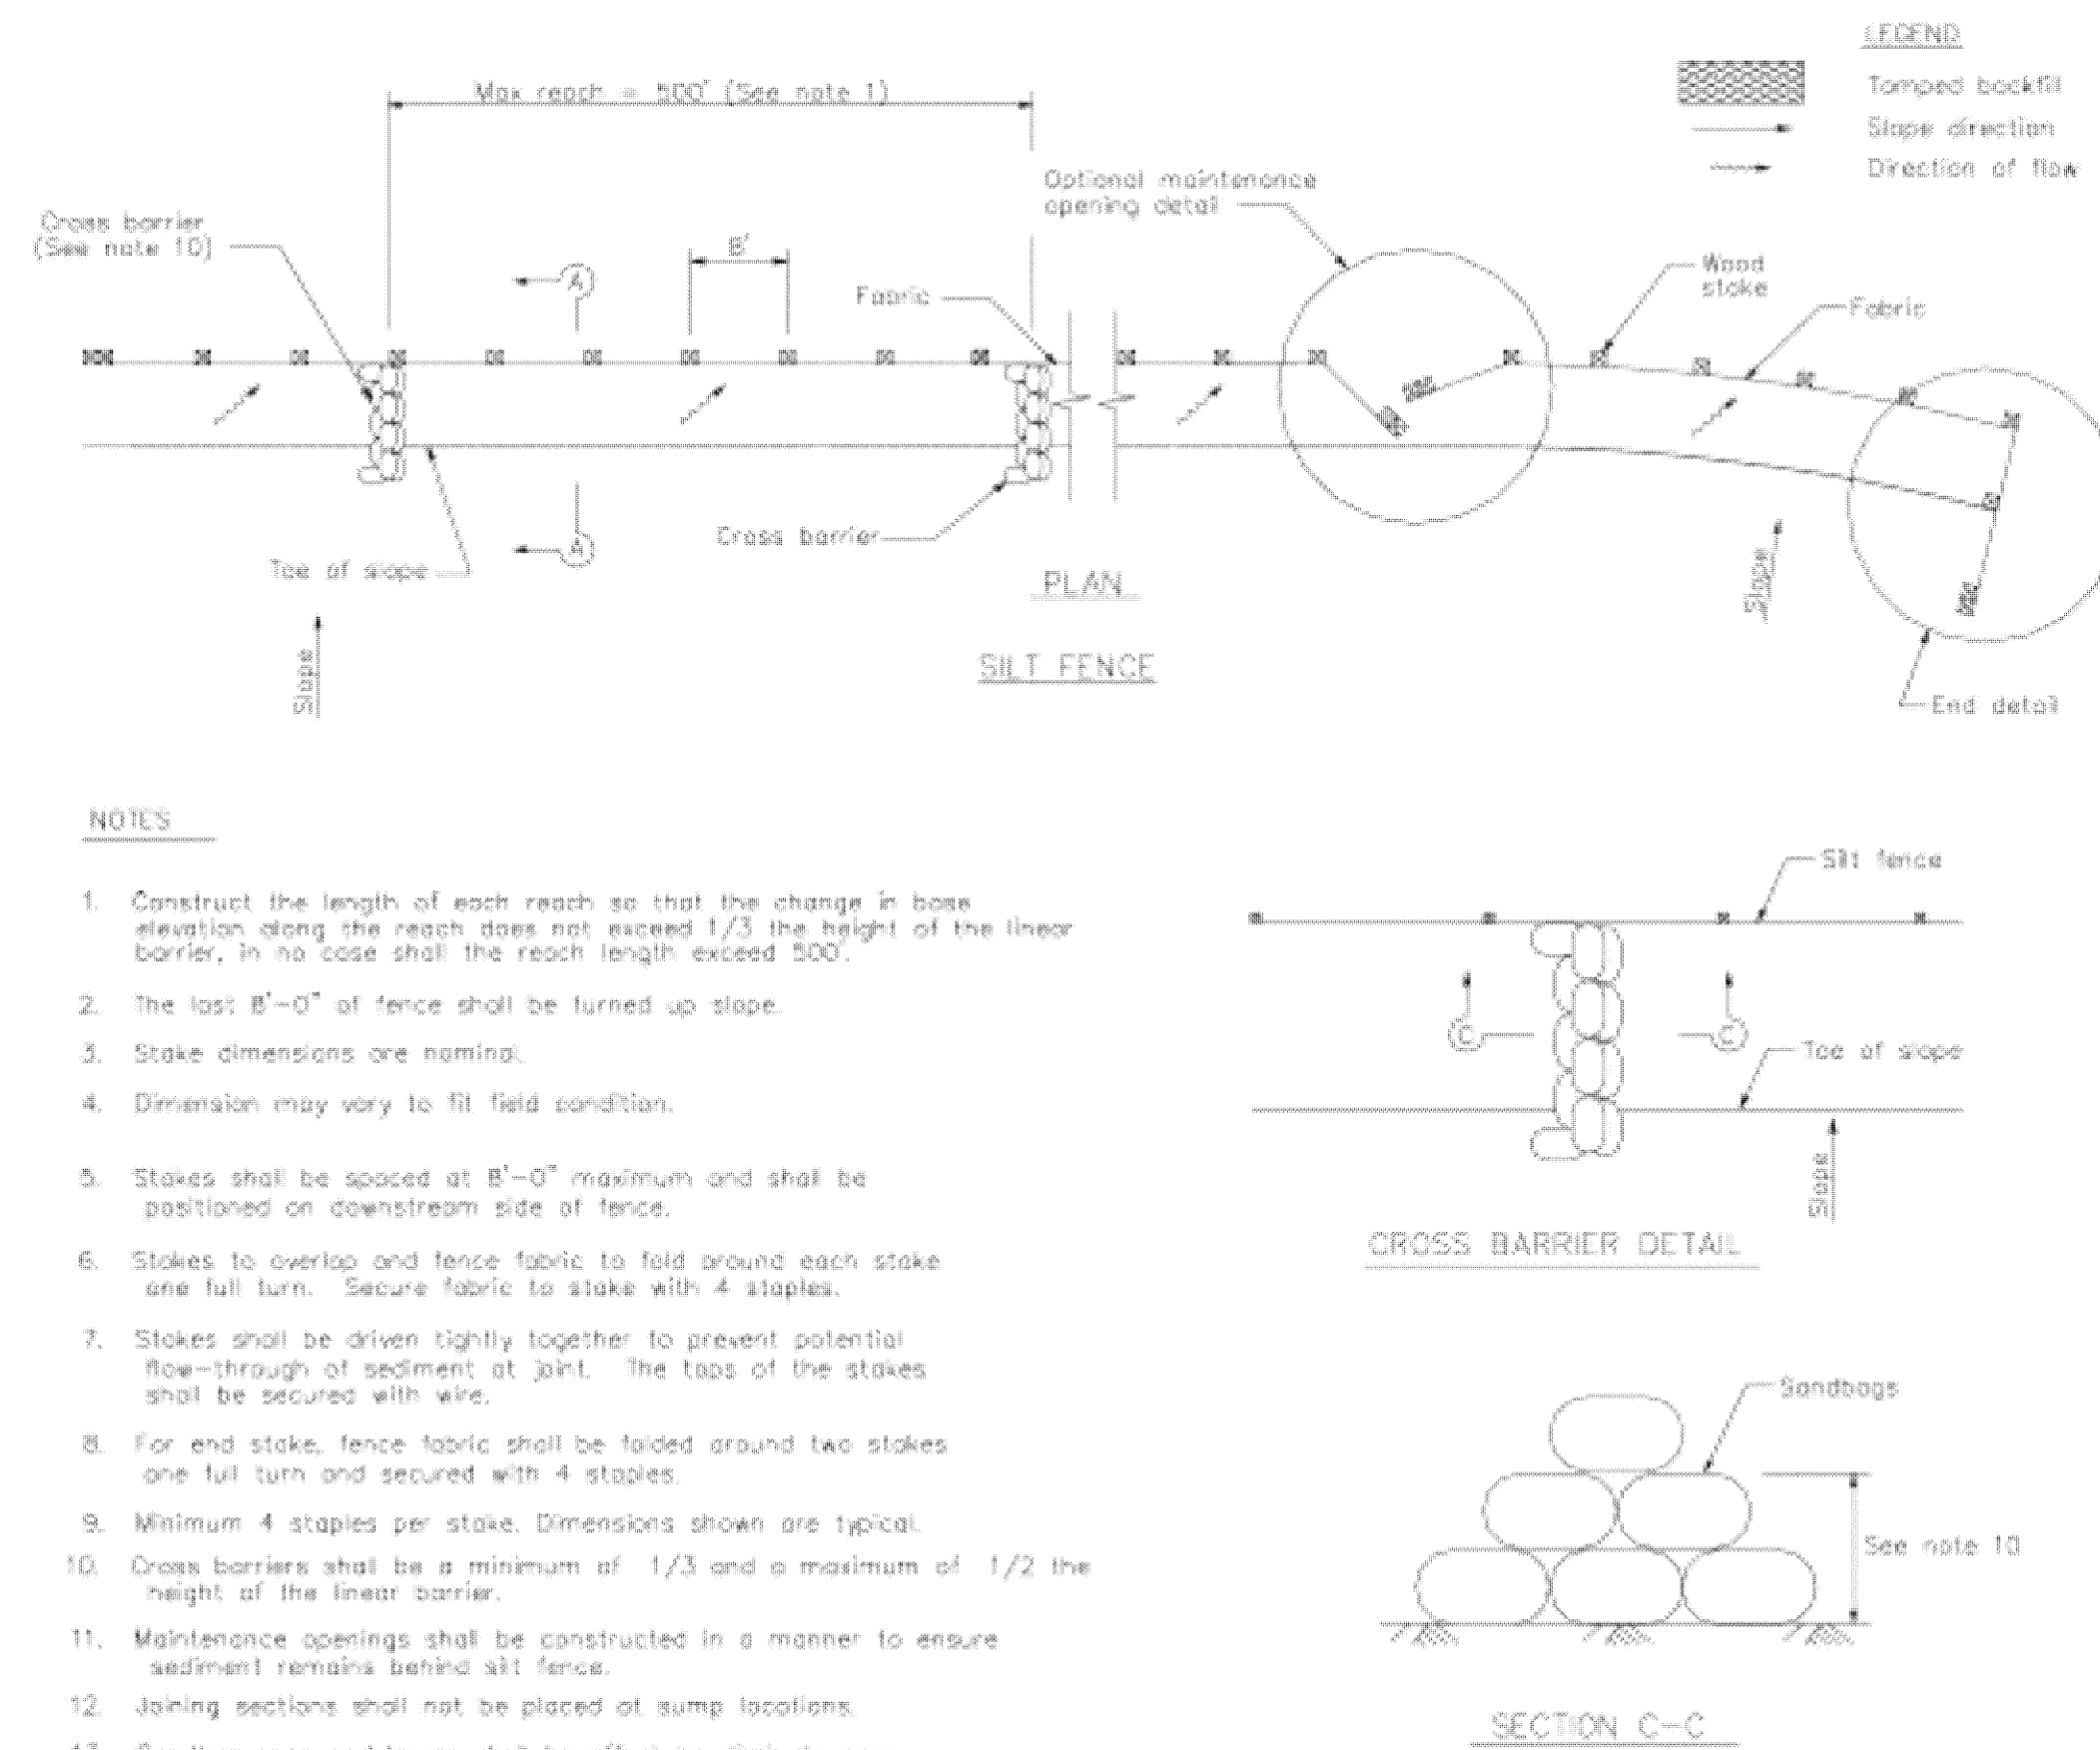 LEGEND
Tamped backfill
Slope direction
Direction of flow
Max reach = 500' (See note 1)
Optional maintenance
opening detail
Cross barrier
(See note 10)
8'
A
Fabric
Wood
stake
Fabric
Cross barrier
A
Toe of slope
PLAN
Slope
Slope
SILT FENCE
End detail
NOTES
1. Construct the length of each reach so that the change in base
elevation along the reach does not exceed 1/3 the height of the linear
barrier, in no case shall the reach length exceed 500'.
2. The last 8'-0" of fence shall be turned up slope.
3. Stake dimensions are nominal.
4. Dimension may vary to fit field condition.
5. Stakes shall be spaced at 8'-0" maximum and shall be
positioned on downstream side of fence.
6. Stakes to overlap and fence fabric to fold around each stake
one full turn. Secure fabric to stake with 4 staples.
7. Stakes shall be driven tightly together to prevent potential
flow-through of sediment at joint. The tops of the stakes
shall be secured with wire.
8. For end stake, fence fabric shall be folded around two stakes
one full turn and secured with 4 staples.
9. Minimum 4 staples per stake. Dimensions shown are typical.
10. Cross barriers shall be a minimum of 1/3 and a maximum of 1/2 the
height of the linear barrier.
11. Maintenance openings shall be constructed in a manner to ensure
sediment remains behind silt fence.
12. Joining sections shall not be placed at sump locations.
Silt fence
C
C
Toe of slope
Slope
CROSS BARRIER DETAIL
Sandbags
See note 10
SECTION C-C